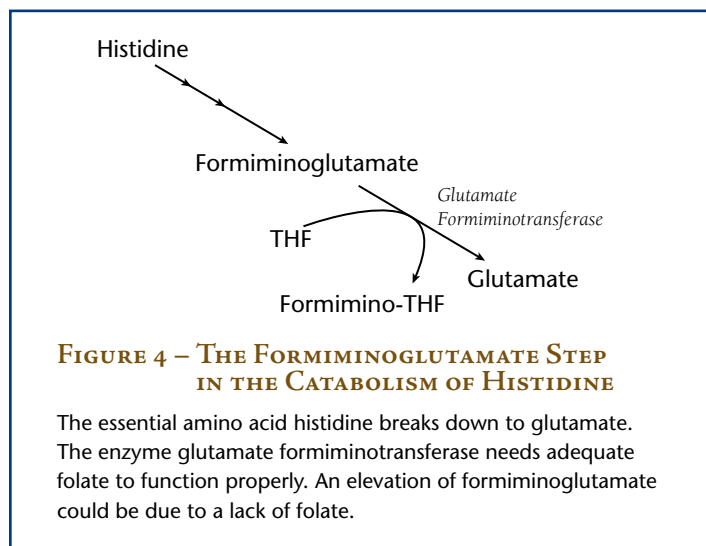 Histidine
Formiminoglutamate
Glutamate
Formiminotransferase
THF
Glutamate
Formimino-THF
Figure 4 – The Formiminoglutamate Step
in the Catabolism of Histidine
The essential amino acid histidine breaks down to glutamate.
The enzyme glutamate formiminotransferase needs adequate
folate to function properly. An elevation of formiminoglutamate
could be due to a lack of folate.